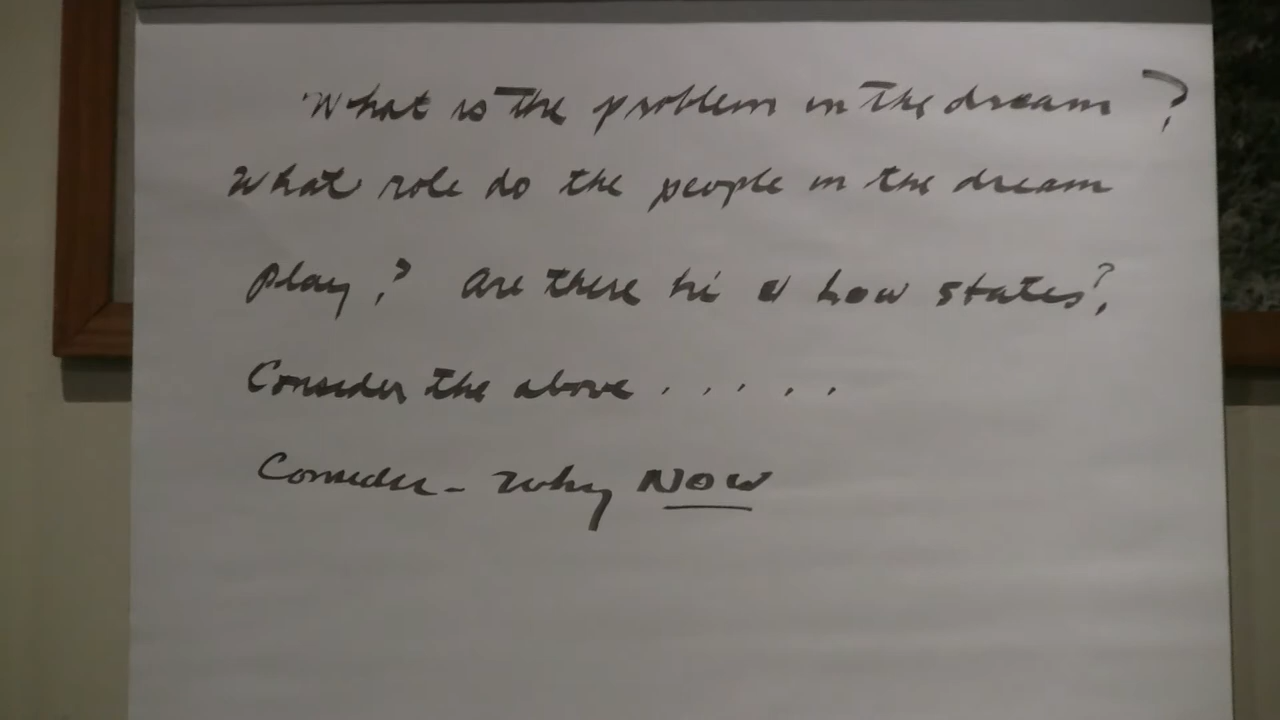 What is the problem in the dream?
What role do the people in the dream
play? Are there hi & how states?
Consider the above . . . . .
Consider - why NOW